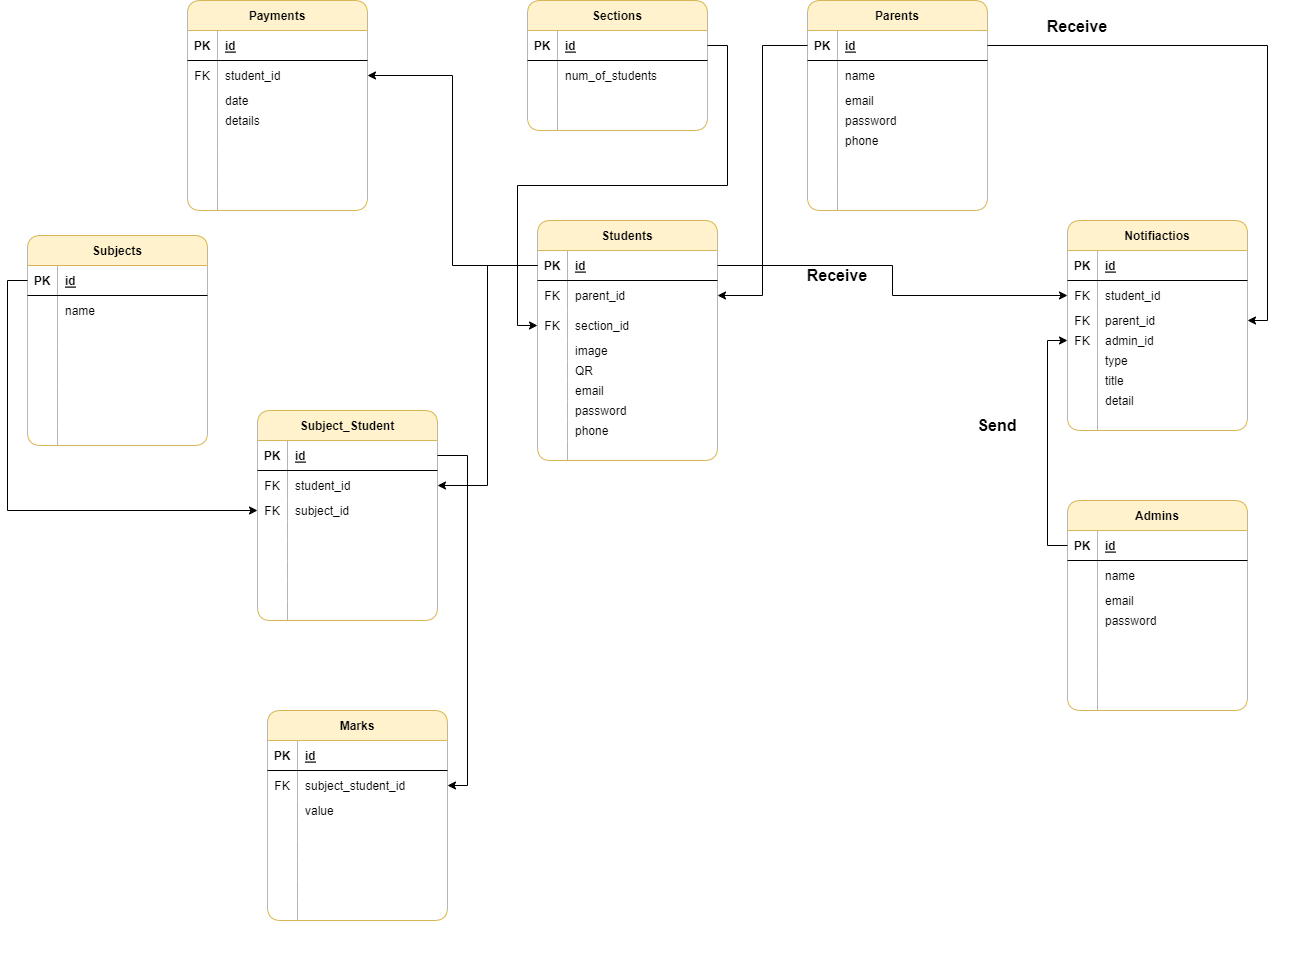 Payments
PK id
FK student_id
date
details
Sections
PK id
num_of_students
Parents
PK id
name
email
password
phone
Receive
Subjects
PK id
name
Students
PK id
FK parent_id
FK section_id
image
QR
email
password
phone
Receive
Notifiactios
PK id
FK student_id
FK parent_id
FK admin_id
type
title
detail
Send
Subject_Student
PK id
FK student_id
FK subject_id
Admins
PK id
name
email
password
Marks
PK id
FK subject_student_id
value